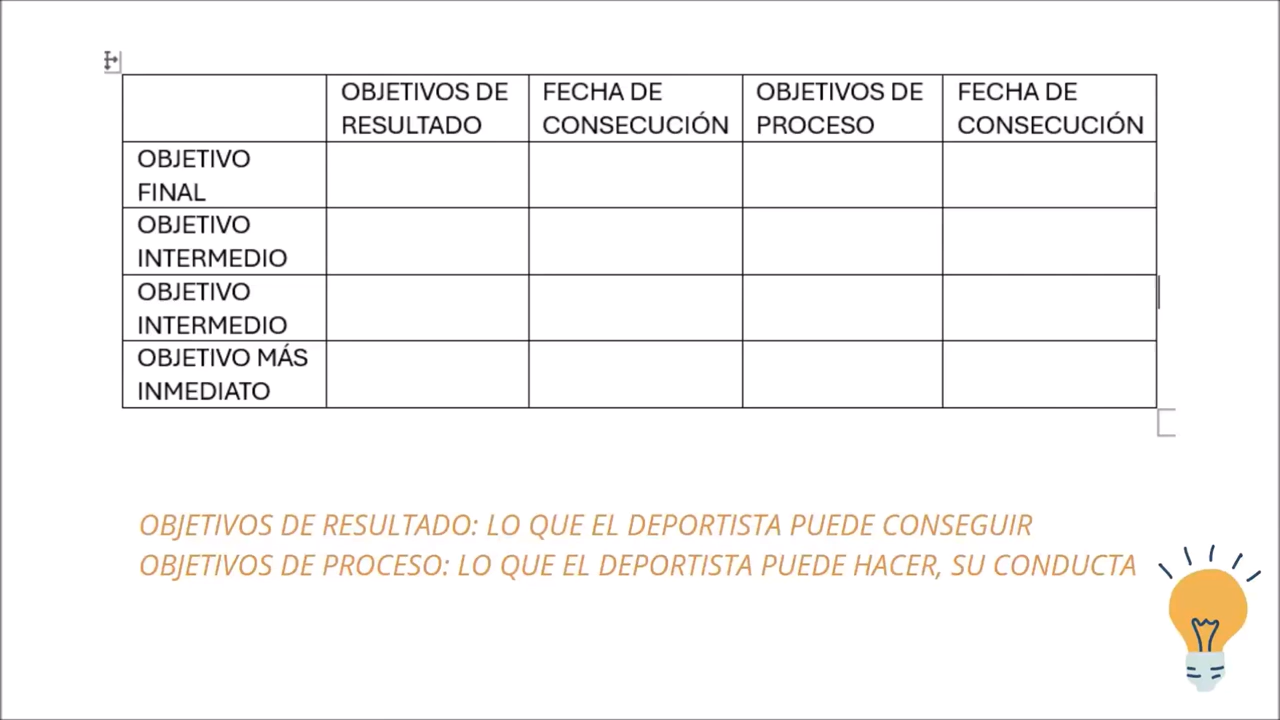 OBJETIVOS DE RESULTADO
FECHA DE CONSECUCIÓN
OBJETIVOS DE PROCESO
FECHA DE CONSECUCIÓN
OBJETIVO FINAL
OBJETIVO INTERMEDIO
OBJETIVO INTERMEDIO
OBJETIVO MÁS INMEDIATO
OBJETIVOS DE RESULTADO: LO QUE EL DEPORTISTA PUEDE CONSEGUIR
OBJETIVOS DE PROCESO: LO QUE EL DEPORTISTA PUEDE HACER, SU CONDUCTA